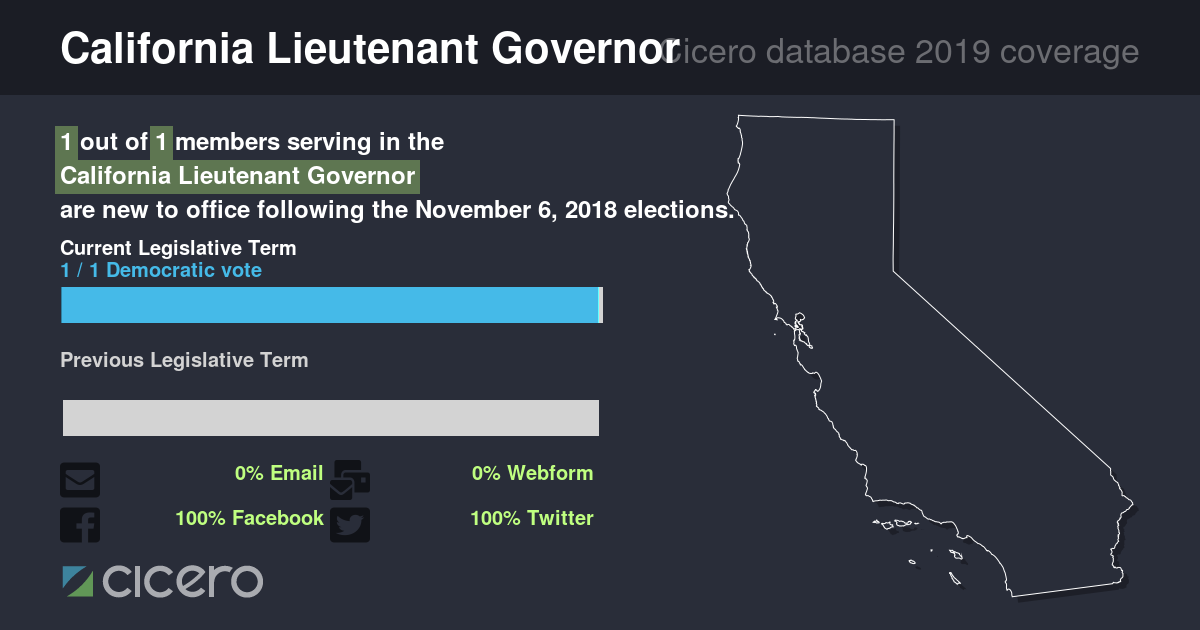 California Lieutenant Governor
Cicero database 2019 coverage
1 out of 1 members serving in the
California Lieutenant Governor
are new to office following the November 6, 2018 elections.
Current Legislative Term
1 / 1 Democratic vote
Previous Legislative Term
0% Email
0% Webform
100% Facebook
100% Twitter
cicero